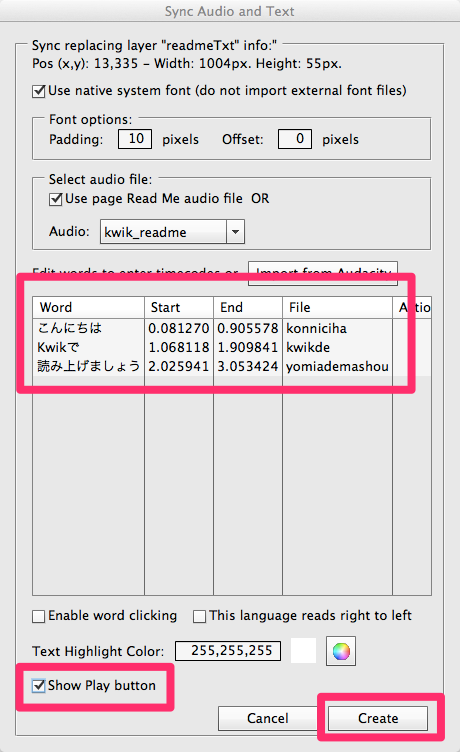 Sync Audio and Text
Sync replacing layer "readmeTxt" info:"
Pos (x,y): 13,335 - Width: 1004px. Height: 55px.
Use native system font (do not import external font files)
Font options:
Padding: 10 pixels Offset: 0 pixels
Select audio file:
Use page Read Me audio file OR
Audio: kwik_readme
Edit words to enter timecodes or Import from Audacity
Word Start End File Actio
こんにちは 0.081270 0.905578 konniciha
Kwikで 1.068118 1.909841 kwikde
読み上げましょう 2.025941 3.053424 yomiademashou
Enable word clicking This language reads right to left
Text Highlight Color: 255,255,255
Show Play button
Cancel Create